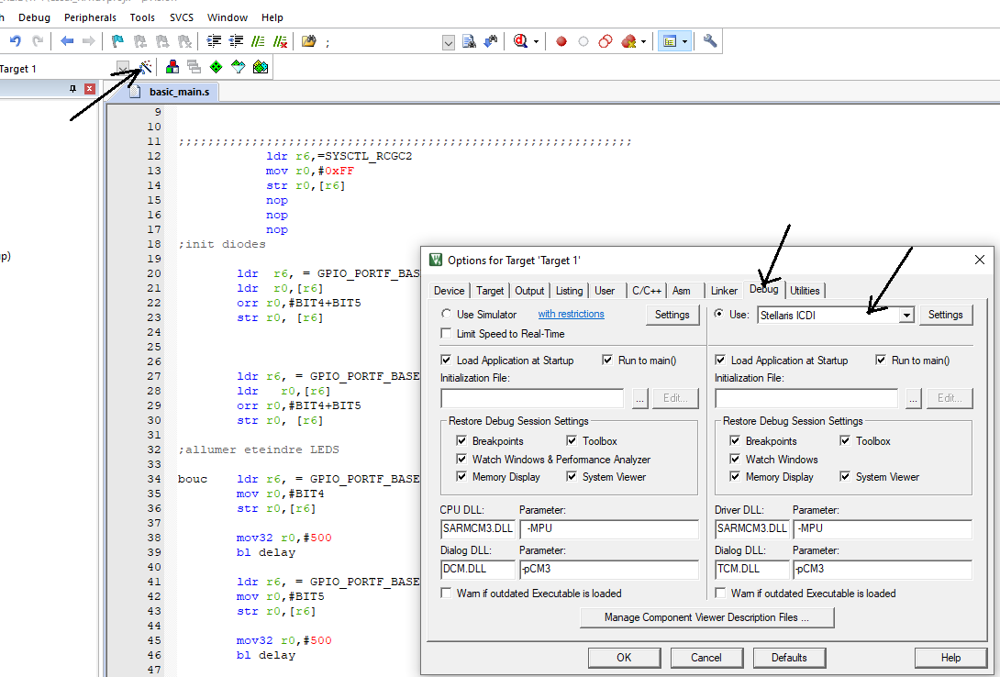 h Debug Peripherals Tools SVCS Window Help
;
Target 1
basic_main.s
9
10
11 ;;;;;;;;;;;;;;;;;;;;;;;;;;;;;;;;;;;;;;;;;;;;;;;;;;;;;;;;;;;;;;
12 ldr r6,=SYSCTL_RCGC2
13 mov r0,#0xFF
14 str r0,[r6]
15 nop
16 nop
17 nop
18 ;init diodes
19
20 ldr r6, = GPIO_PORTF_BAS
21 ldr r0,[r6]
22 orr r0,#BIT4+BIT5
23 str r0, [r6]
24
25
26
27 ldr r6, = GPIO_PORTF_BASE
28 ldr r0,[r6]
29 orr r0,#BIT4+BIT5
30 str r0, [r6]
31
32 ;allumer eteindre LEDS
33
34 bouc ldr r6, = GPIO_PORTF_BASE
35 mov r0,#BIT4
36 str r0,[r6]
37
38 mov32 r0,#500
39 bl delay
40
41 ldr r6, = GPIO_PORTF_BASE
42 mov r0,#BIT5
43 str r0,[r6]
44
45 mov32 r0,#500
46 bl delay
47
up)
Options for Target 'Target 1'
Device Target Output Listing User C/C++ Asm Linker Debug Utilities
Use Simulator with restrictions Settings
Limit Speed to Real-Time
Load Application at Startup Run to main()
Initialization File:
... Edit...
Restore Debug Session Settings
Breakpoints Toolbox
Watch Windows & Performance Analyzer
Memory Display System Viewer
CPU DLL: Parameter:
SARMCM3.DLL -MPU
Dialog DLL: Parameter:
DCM.DLL -pCM3
Warn if outdated Executable is loaded
Use: Stellaris ICDI Settings
Load Application at Startup Run to main()
Initialization File:
... Edit...
Restore Debug Session Settings
Breakpoints Toolbox
Watch Windows
Memory Display System Viewer
Driver DLL: Parameter:
SARMCM3.DLL -MPU
Dialog DLL: Parameter:
TCM.DLL -pCM3
Warn if outdated Executable is loaded
Manage Component Viewer Description Files ...
OK Cancel Defaults Help